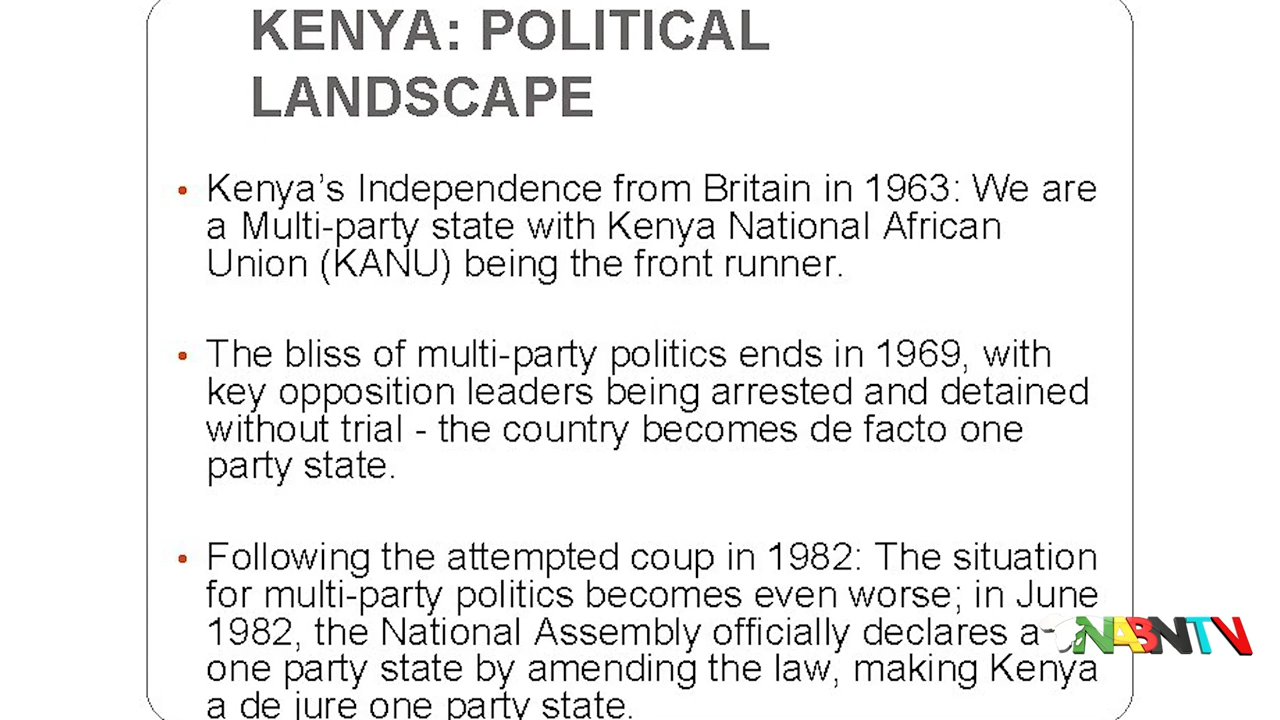 KENYA: POLITICAL
LANDSCAPE
• Kenya's Independence from Britain in 1963: We are
a Multi-party state with Kenya National African
Union (KANU) being the front runner.
• The bliss of multi-party politics ends in 1969, with
key opposition leaders being arrested and detained
without trial - the country becomes de facto one
party state.
• Following the attempted coup in 1982: The situation
for multi-party politics becomes even worse; in June
1982, the National Assembly officially declares a
one party state by amending the law, making Kenya
a de jure one party state.
NABNTV